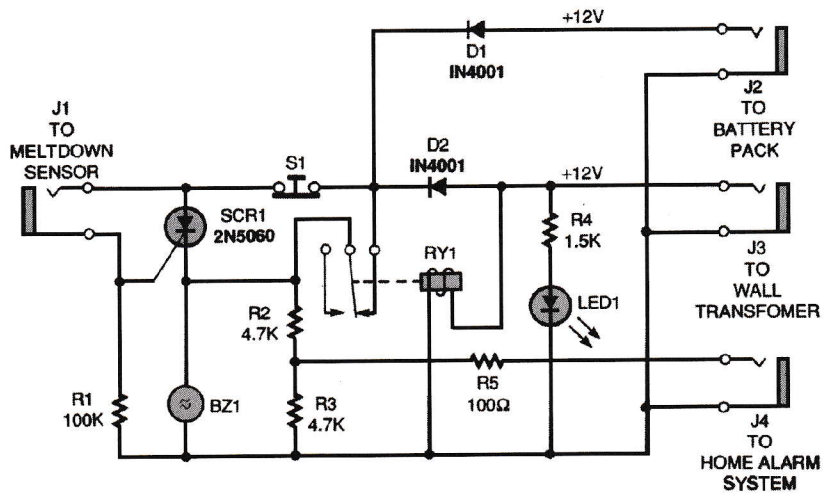 +12V
D1
IN4001
J2
TO
BATTERY
PACK
J1
TO
MELTDOWN
SENSOR
S1
D2
IN4001
+12V
SCR1
2N5060
RY1
R4
1.5K
J3
TO
WALL
TRANSFOMER
LED1
R2
4.7K
R5
100Ω
R1
100K
BZ1
R3
4.7K
J4
TO
HOME ALARM
SYSTEM